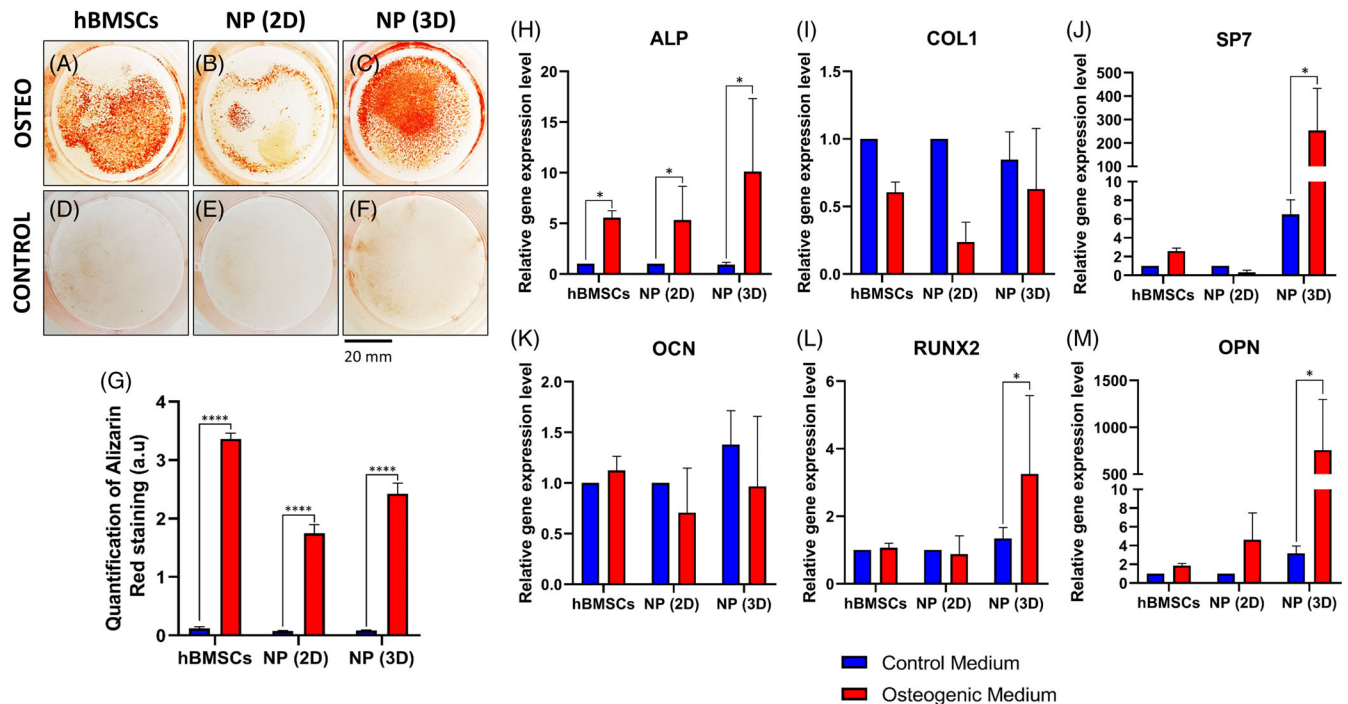 hBMSCs NP (2D) NP (3D)
OSTEO
(A) (B) (C)
CONTROL
(D) (E) (F)
20 mm
(G)
Quantification of Alizarin
Red staining (a.u)
4
3
2
1
0
**** **** ****
hBMSCs NP (2D) NP (3D)
(H) ALP
Relative gene expression level
20
15
10
5
0
* * *
hBMSCs NP (2D) NP (3D)
(I) COL1
Relative gene expression level
1.5
1.0
0.5
0.0
hBMSCs NP (2D) NP (3D)
(J) SP7
Relative gene expression level
500
400
300
200
100
8
6
4
2
0
*
hBMSCs NP (2D) NP (3D)
(K) OCN
Relative gene expression level
2.0
1.5
1.0
0.5
0.0
hBMSCs NP (2D) NP (3D)
(L) RUNX2
Relative gene expression level
6
4
2
0
*
hBMSCs NP (2D) NP (3D)
(M) OPN
Relative gene expression level
1500
1000
500
8
6
4
2
0
*
hBMSCs NP (2D) NP (3D)
Control Medium
Osteogenic Medium